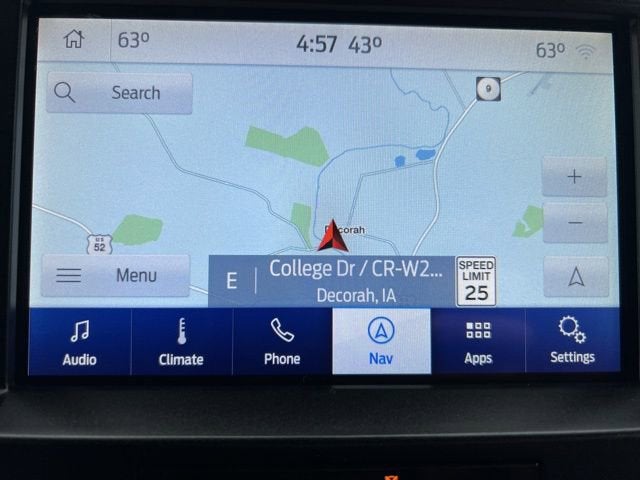 63°
4:57 43°
63°
Search
9
Decorah
US
52
Menu
E
College Dr / CR-W2...
Decorah, IA
SPEED
LIMIT
25
Audio
Climate
Phone
Nav
Apps
Settings